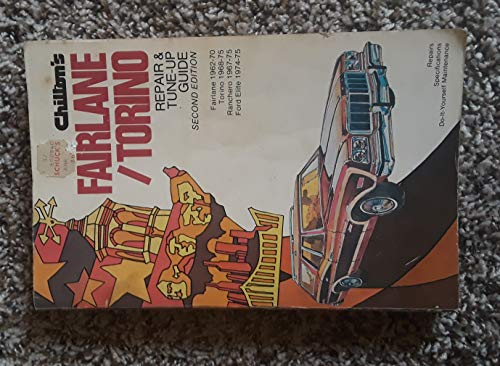 Chilton's
FAIRLANE
/ TORINO
REPAIR &
TUNE-UP
GUIDE
SECOND EDITION
Fairlane 1962-70
Torino 1968-75
Ranchero 1967-75
Ford Elite 1974-75
Repairs
Specifications
Do-It-Yourself Maintenance
SCHUCK'S